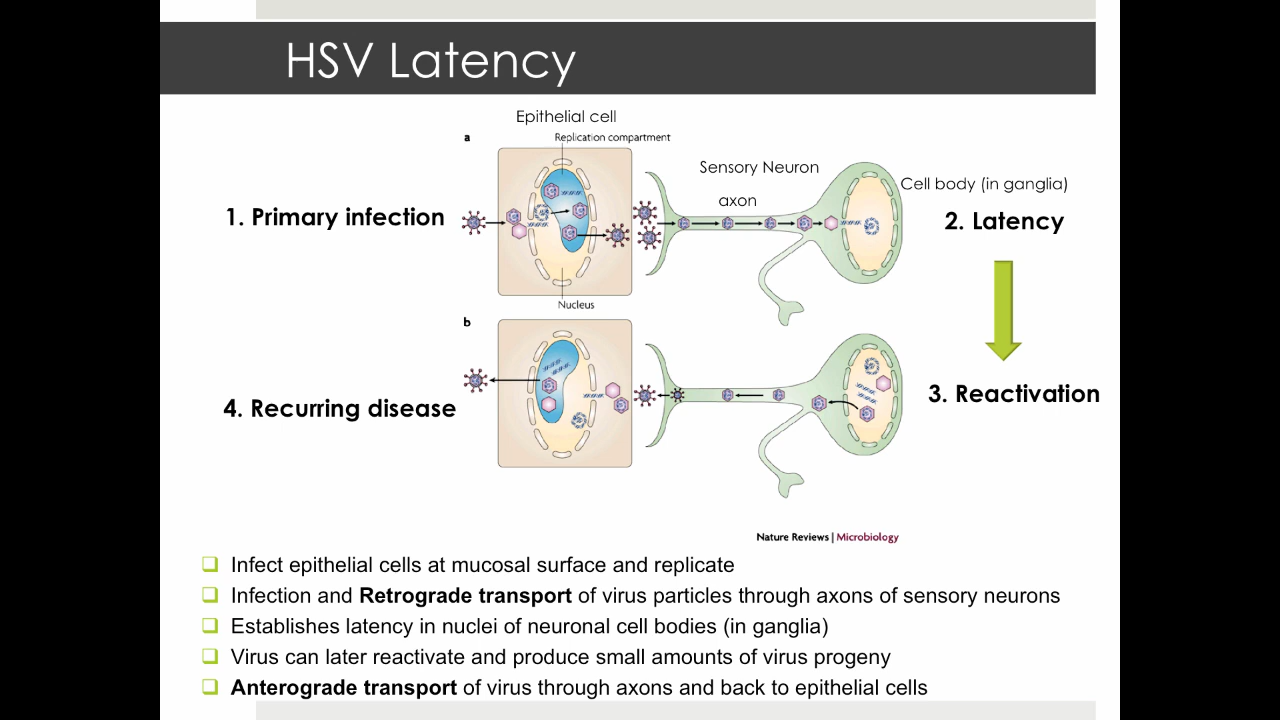 HSV Latency
Epithelial cell
a
Replication compartment
Sensory Neuron
axon
Cell body (in ganglia)
1. Primary infection
2. Latency
Nucleus
b
3. Reactivation
4. Recurring disease
Nature Reviews | Microbiology
Infect epithelial cells at mucosal surface and replicate
Infection and Retrograde transport of virus particles through axons of sensory neurons
Establishes latency in nuclei of neuronal cell bodies (in ganglia)
Virus can later reactivate and produce small amounts of virus progeny
Anterograde transport of virus through axons and back to epithelial cells